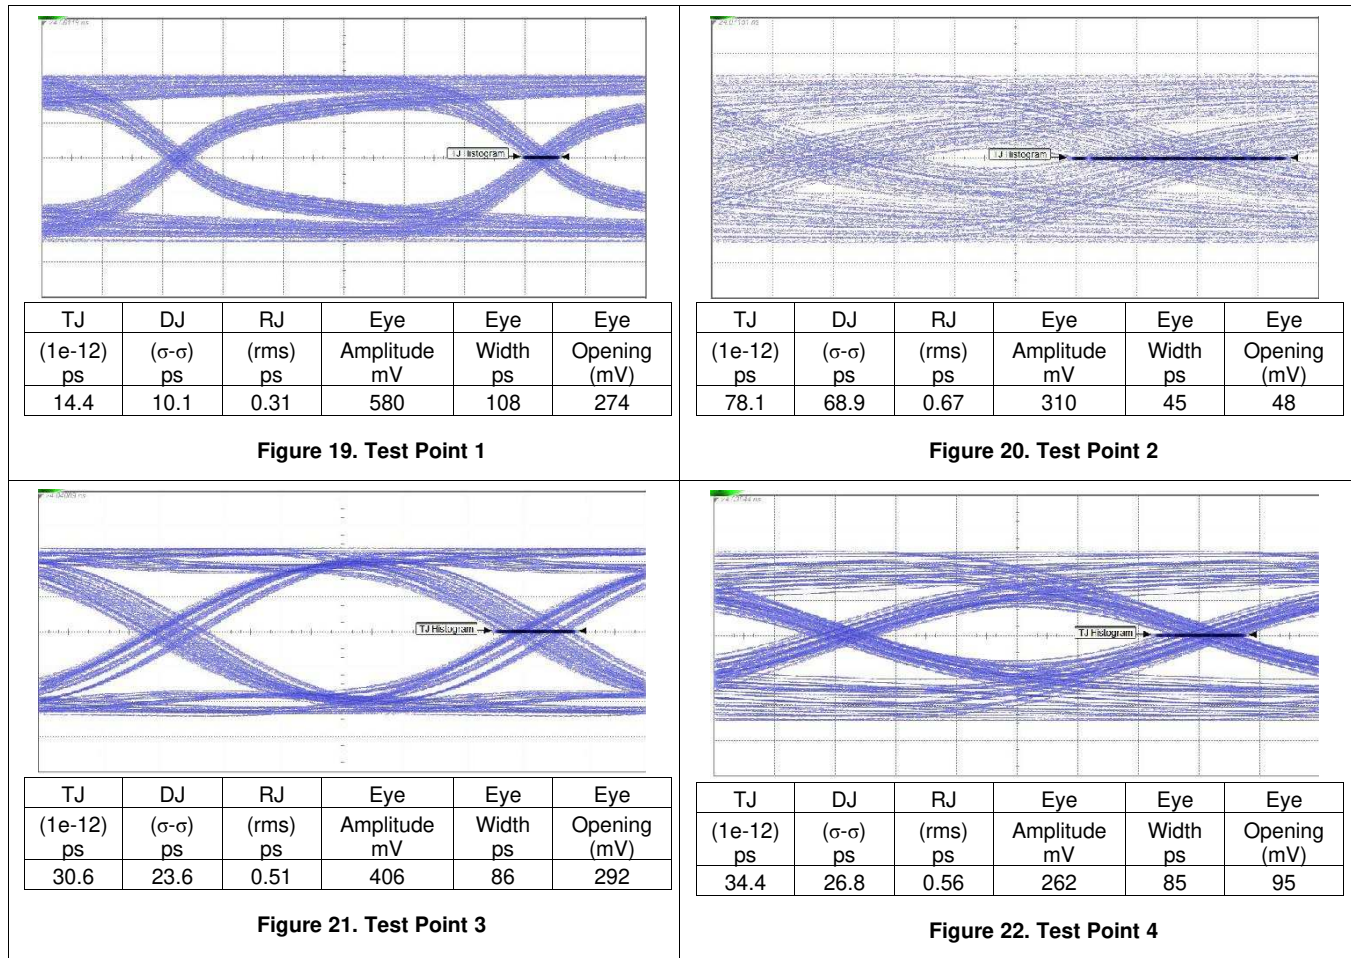 TJ Histogram
TJ DJ RJ Eye Eye Eye
(1e-12) (σ-σ) (rms) Amplitude Width Opening
ps ps ps mV ps (mV)
14.4 10.1 0.31 580 108 274
Figure 19. Test Point 1
TJ Histogram
TJ DJ RJ Eye Eye Eye
(1e-12) (σ-σ) (rms) Amplitude Width Opening
ps ps ps mV ps (mV)
78.1 68.9 0.67 310 45 48
Figure 20. Test Point 2
TJ Histogram
TJ DJ RJ Eye Eye Eye
(1e-12) (σ-σ) (rms) Amplitude Width Opening
ps ps ps mV ps (mV)
30.6 23.6 0.51 406 86 292
Figure 21. Test Point 3
TJ Histogram
TJ DJ RJ Eye Eye Eye
(1e-12) (σ-σ) (rms) Amplitude Width Opening
ps ps ps mV ps (mV)
34.4 26.8 0.56 262 85 95
Figure 22. Test Point 4